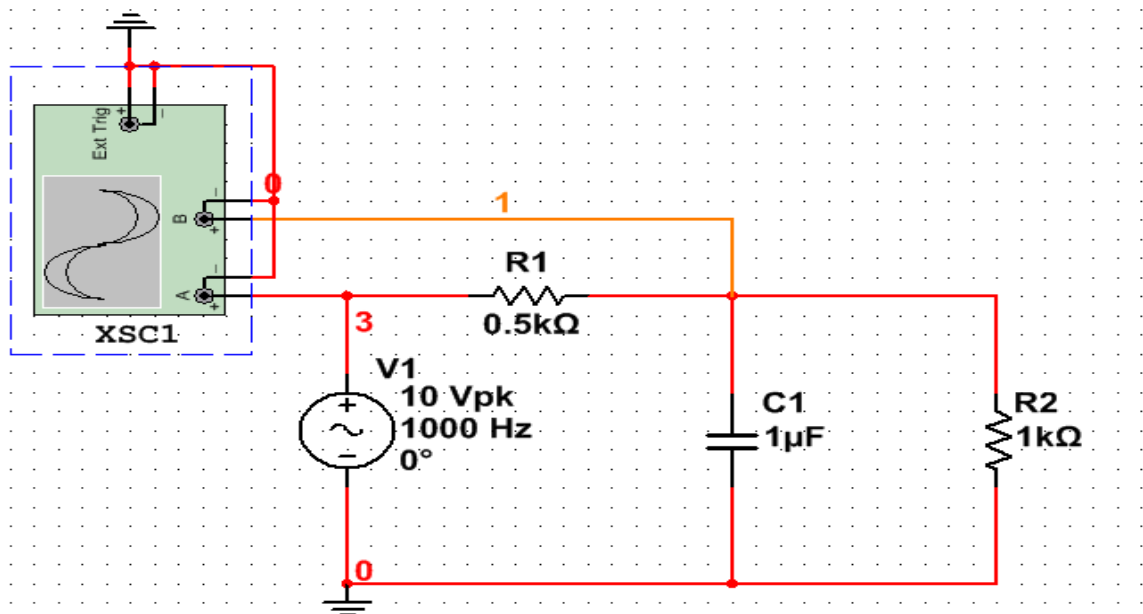 +
−
Ext Trig
0
−
B
+
1
−
A
+
XSC1
R1
0.5kΩ
3
V1
10 Vpk
1000 Hz
0°
+
−
C1
1µF
R2
1kΩ
0